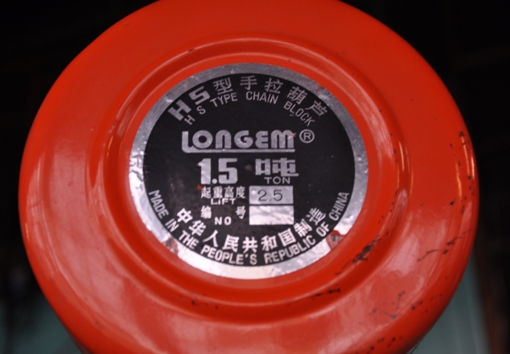 HS型手拉葫芦
HS TYPE CHAIN BLOCK
LONGEM®
1.5 吨
TON
起重高度 2.5
LIFT
编号
NO
中华人民共和国制造
MADE IN THE PEOPLE'S REPUBLIC OF CHINA